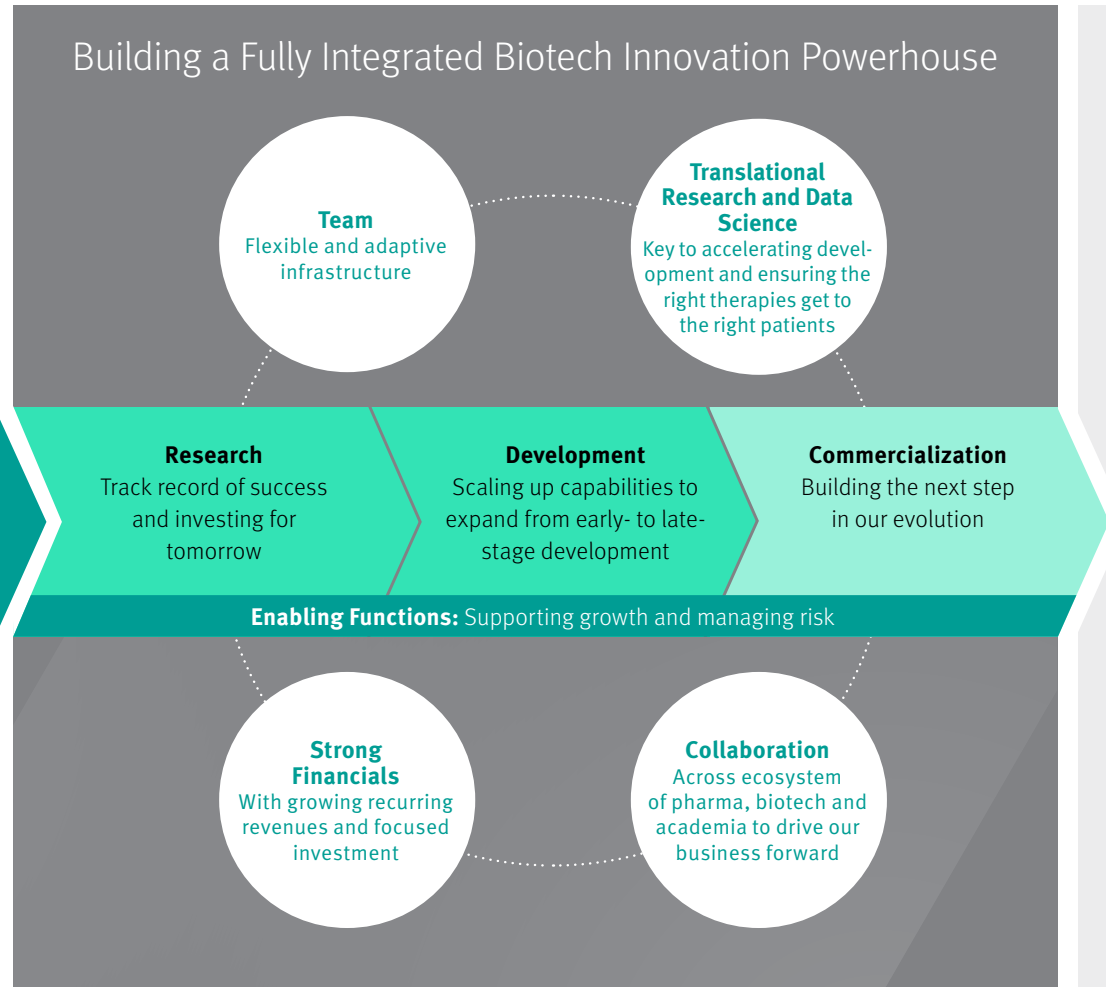 Building a Fully Integrated Biotech Innovation Powerhouse
Team
Flexible and adaptive
infrastructure
Translational
Research and Data
Science
Key to accelerating devel-
opment and ensuring the
right therapies get to
the right patients
Research
Track record of success
and investing for
tomorrow
Development
Scaling up capabilities to
expand from early- to late-
stage development
Commercialization
Building the next step
in our evolution
Enabling Functions: Supporting growth and managing risk
Strong
Financials
With growing recurring
revenues and focused
investment
Collaboration
Across ecosystem
of pharma, biotech and
academia to drive our
business forward